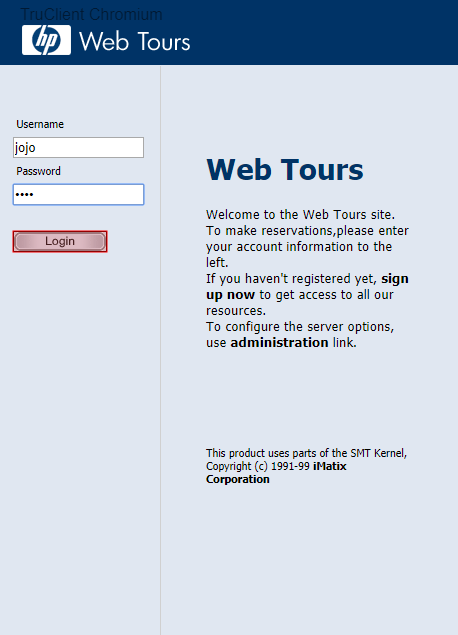 TruClient Chromium
hp Web Tours
Username
jojo
Password
••••
Login
Web Tours
Welcome to the Web Tours site.
To make reservations,please enter
your account information to the
left.
If you haven't registered yet, sign
up now to get access to all our
resources.
To configure the server options,
use administration link.
This product uses parts of the SMT Kernel,
Copyright (c) 1991-99 iMatix
Corporation